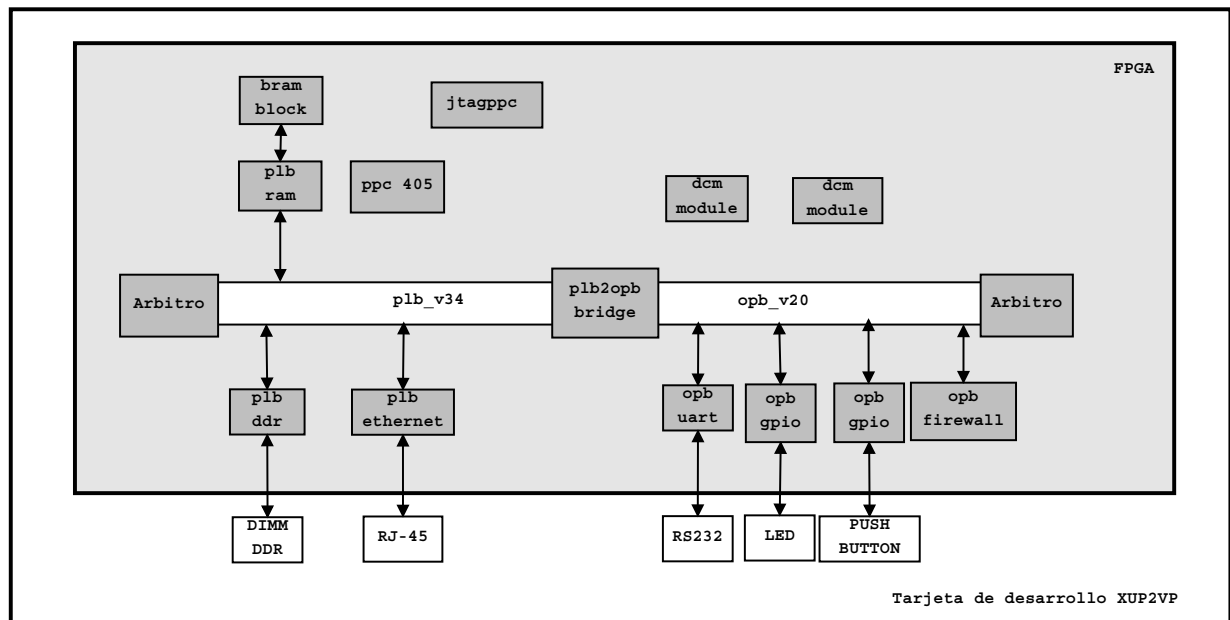 FPGA
bram
block
jtagppc
plb
ram
ppc 405
dcm
module
dcm
module
Arbitro
plb_v34
plb2opb
bridge
opb_v20
Arbitro
plb
ddr
plb
ethernet
opb
uart
opb
gpio
opb
gpio
opb
firewall
DIMM
DDR
RJ-45
RS232
LED
PUSH
BUTTON
Tarjeta de desarrollo XUP2VP